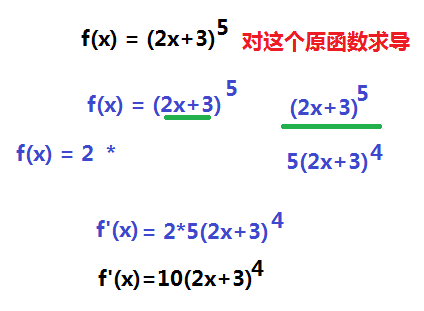 f(x) = (2x+3)⁵ 对这个原函数求导
f(x) = (2x+3)⁵
(2x+3)⁵
f(x) = 2 *
5(2x+3)⁴
f'(x) = 2*5(2x+3)⁴
f'(x)=10(2x+3)⁴